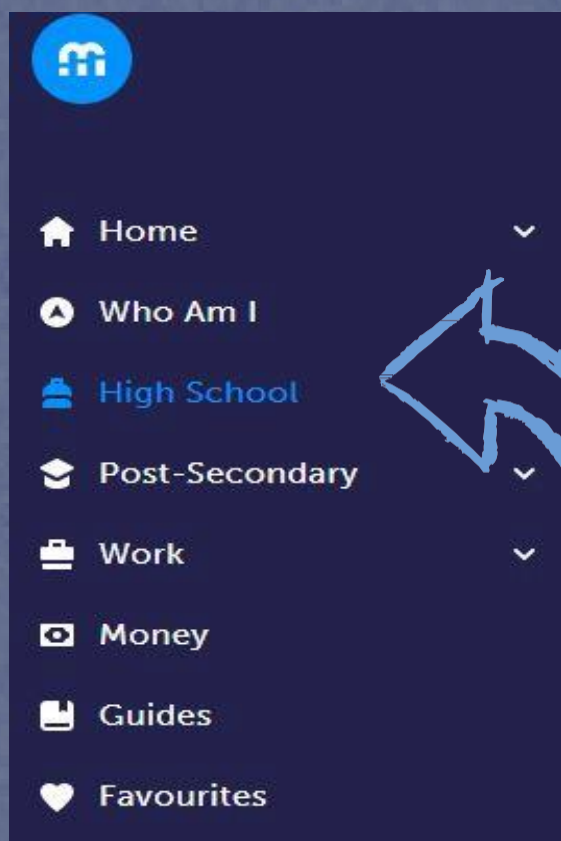 Home
Who Am I
High School
Post-Secondary
Work
Money
Guides
Favourites